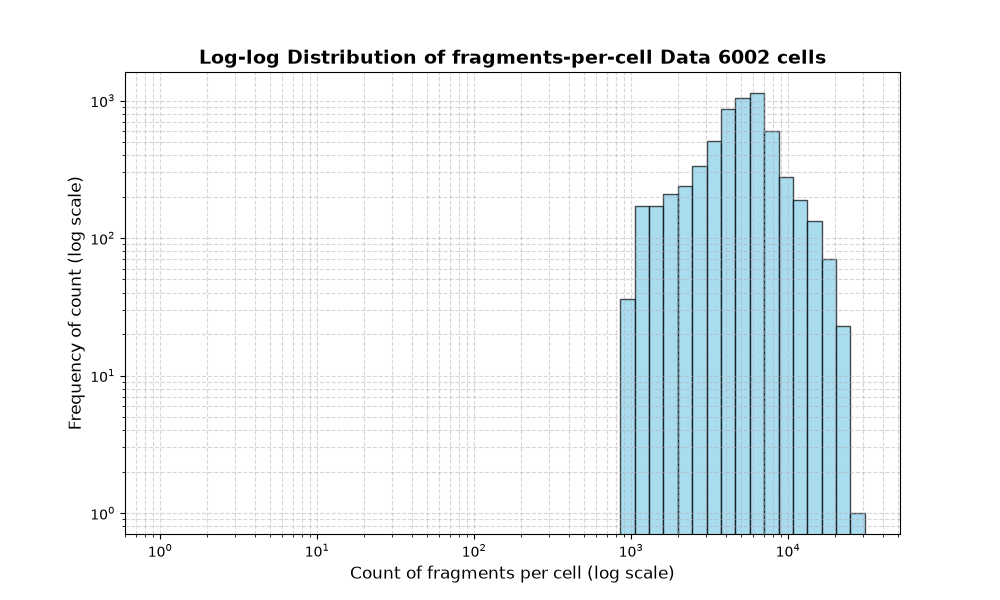 Log-log Distribution of fragments-per-cell Data 6002 cells
Frequency of count (log scale)
10³
10²
10¹
10⁰
10⁰ 10¹ 10² 10³ 10⁴
Count of fragments per cell (log scale)